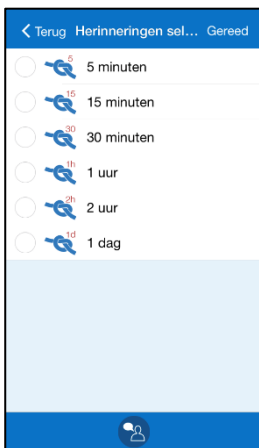 Terug Herinneringen sel... Gereed
5
5 minuten
15
15 minuten
30
30 minuten
1h
1 uur
2h
2 uur
1d
1 dag